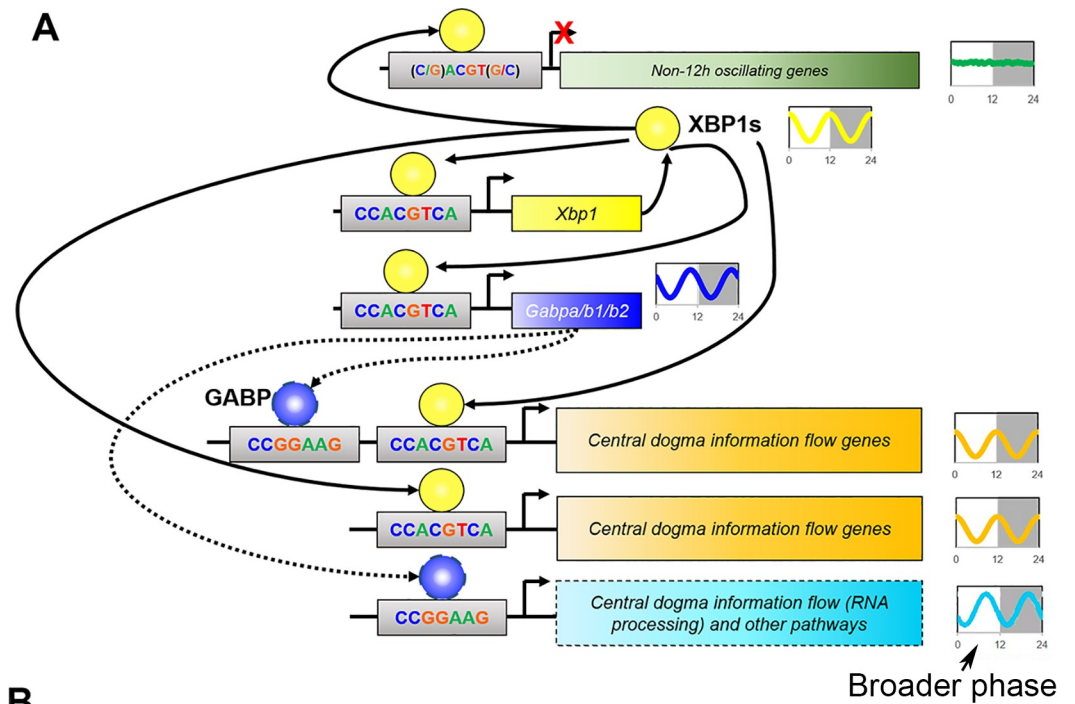 A
(C/G)ACGT(G/C)
X
Non-12h oscillating genes
0 12 24
XBP1s
0 12 24
CCACGTCA
Xbp1
CCACGTCA
Gabpa/b1/b2
0 12 24
GABP
CCGGAAG
CCACGTCA
Central dogma information flow genes
0 12 24
CCACGTCA
Central dogma information flow genes
0 12 24
CCGGAAG
Central dogma information flow (RNA
processing) and other pathways
0 12 24
Broader phase
B